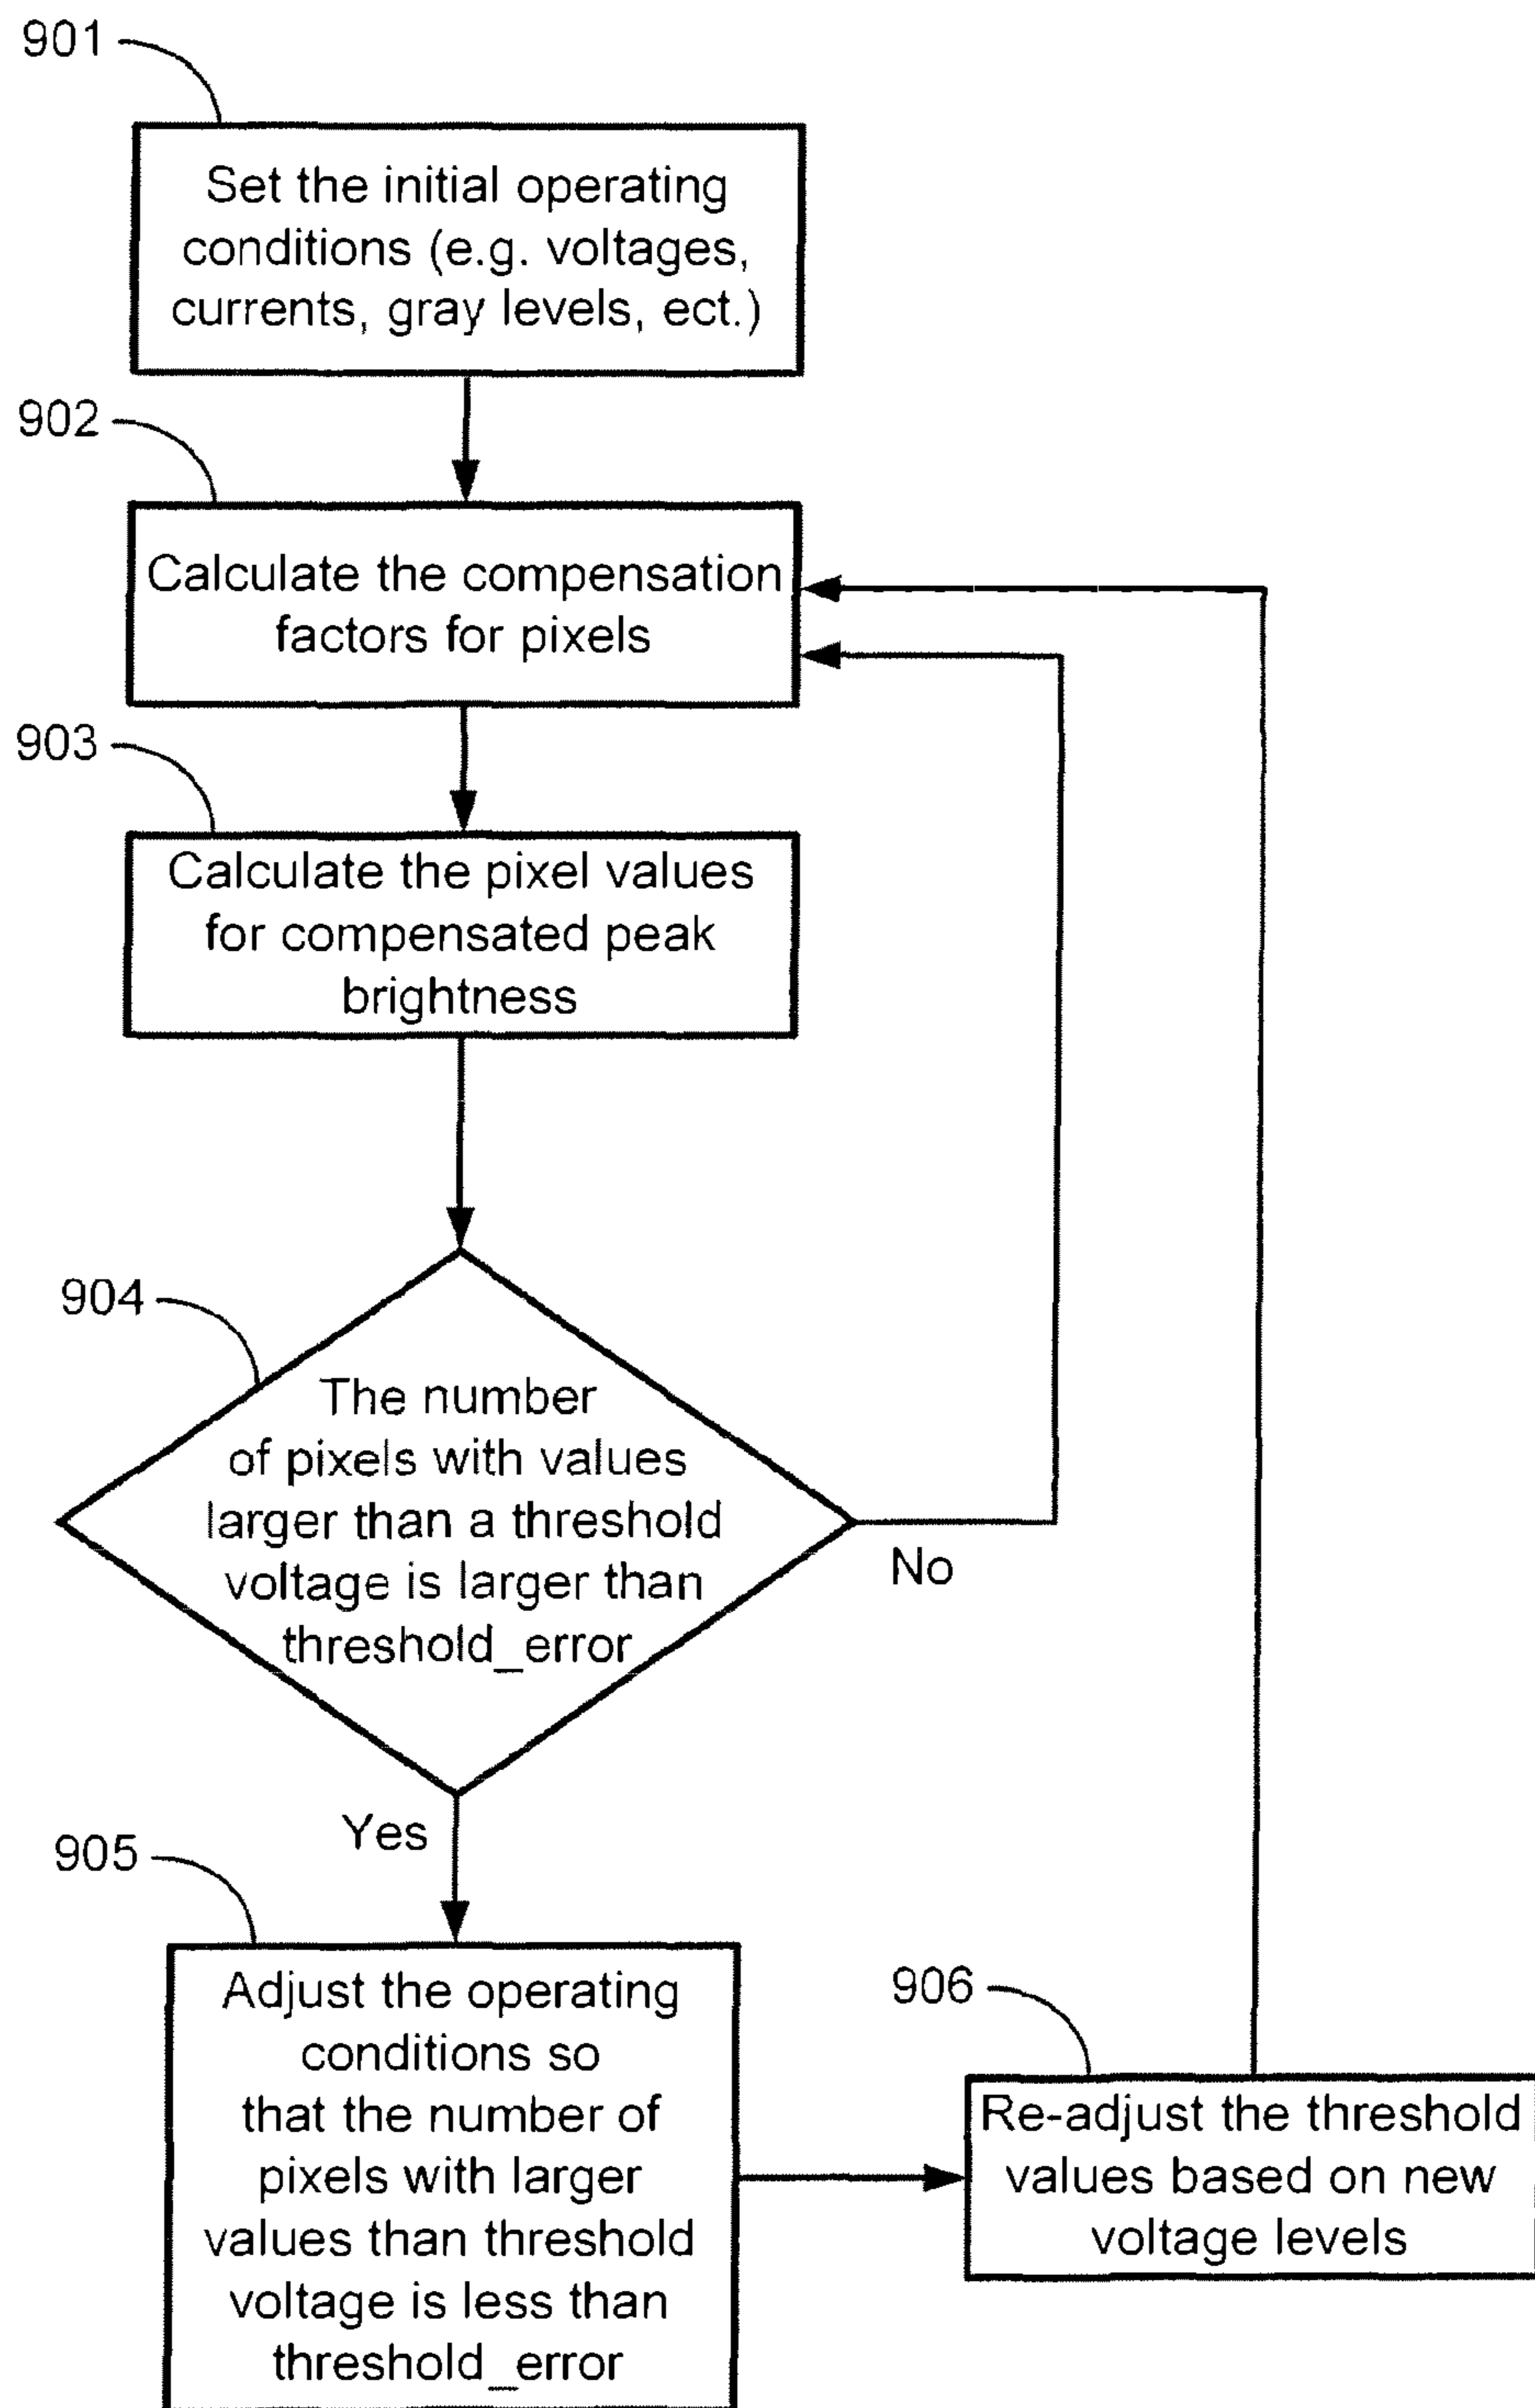 901
Set the initial operating
conditions (e.g. voltages,
currents, gray levels, ect.)
902
Calculate the compensation
factors for pixels
903
Calculate the pixel values
for compensated peak
brightness
904
The number
of pixels with values
larger than a threshold
voltage is larger than
threshold_error
No
Yes
905
Adjust the operating
conditions so
that the number of
pixels with larger
values than threshold
voltage is less than
threshold_error
906
Re-adjust the threshold
values based on new
voltage levels